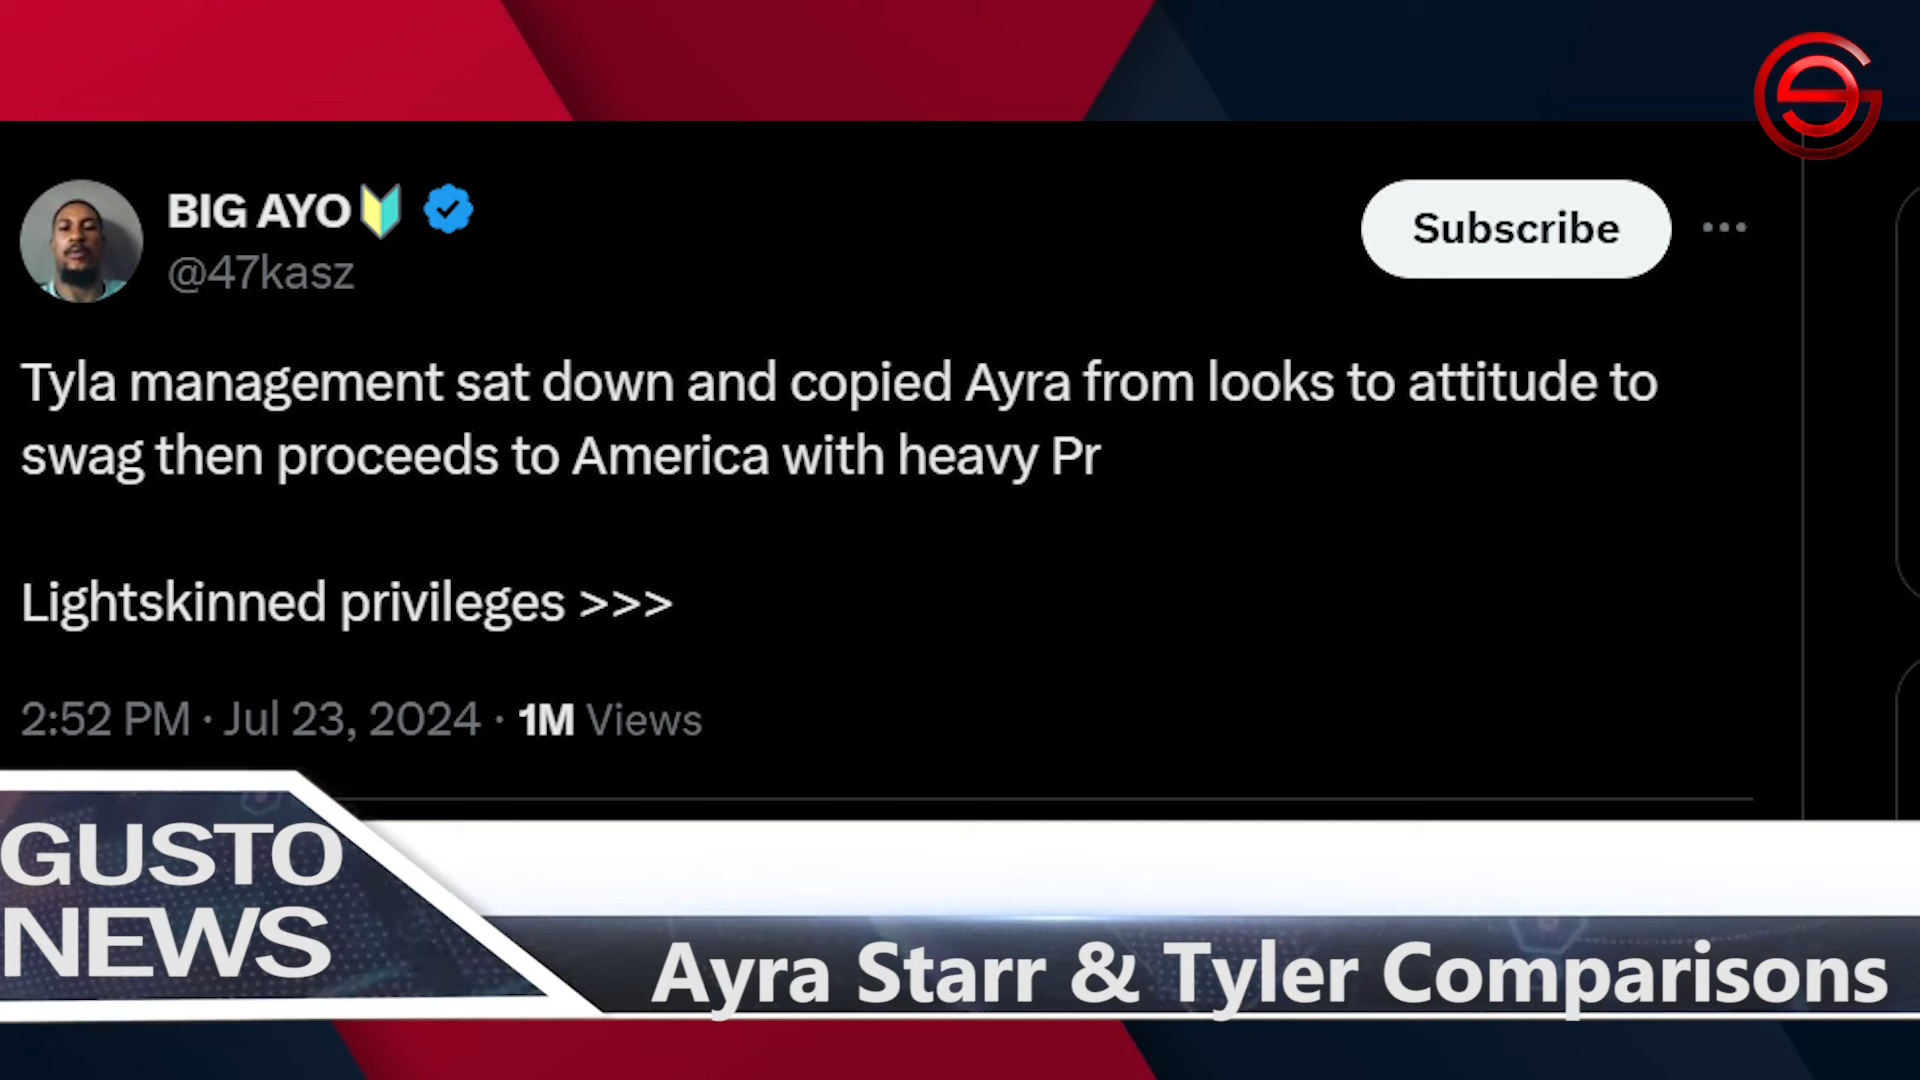 BIG AYO🔰
@47kasz
Subscribe
Tyla management sat down and copied Ayra from looks to attitude to
swag then proceeds to America with heavy Pr
Lightskinned privileges >>>
2:52 PM · Jul 23, 2024 · 1M Views
GUSTO
NEWS
Ayra Starr & Tyler Comparisons